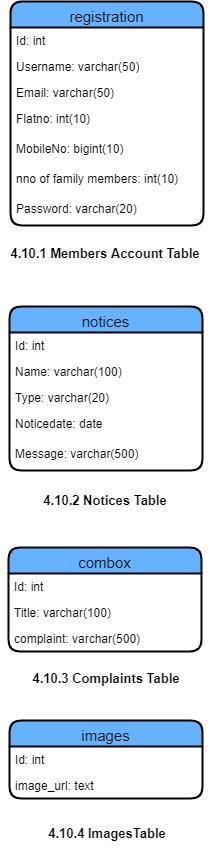 registration
Id: int
Username: varchar(50)
Email: varchar(50)
Flatno: int(10)
MobileNo: bigint(10)
nno of family members: int(10)
Password: varchar(20)
4.10.1 Members Account Table
notices
Id: int
Name: varchar(100)
Type: varchar(20)
Noticedate: date
Message: varchar(500)
4.10.2 Notices Table
combox
Id: int
Title: varchar(100)
complaint: varchar(500)
4.10.3 Complaints Table
images
Id: int
image_url: text
4.10.4 ImagesTable